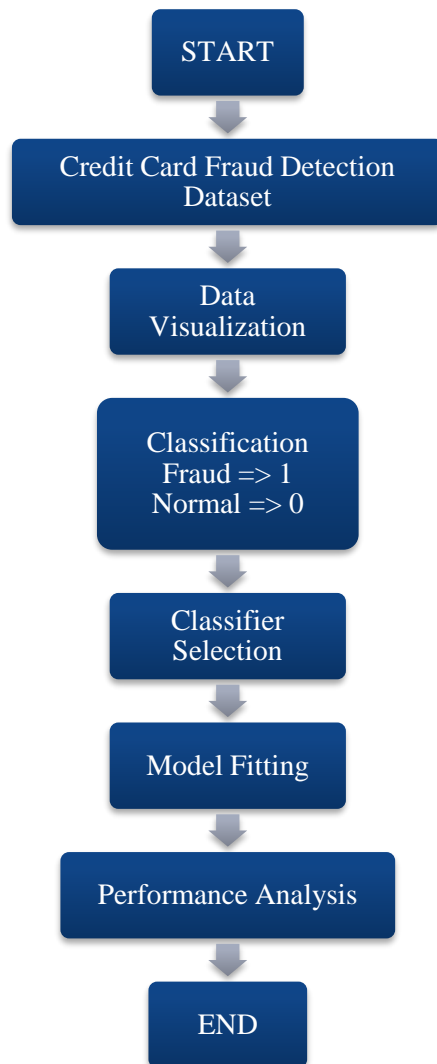 START
Credit Card Fraud Detection
Dataset
Data
Visualization
Classification
Fraud => 1
Normal => 0
Classifier
Selection
Model Fitting
Performance Analysis
END